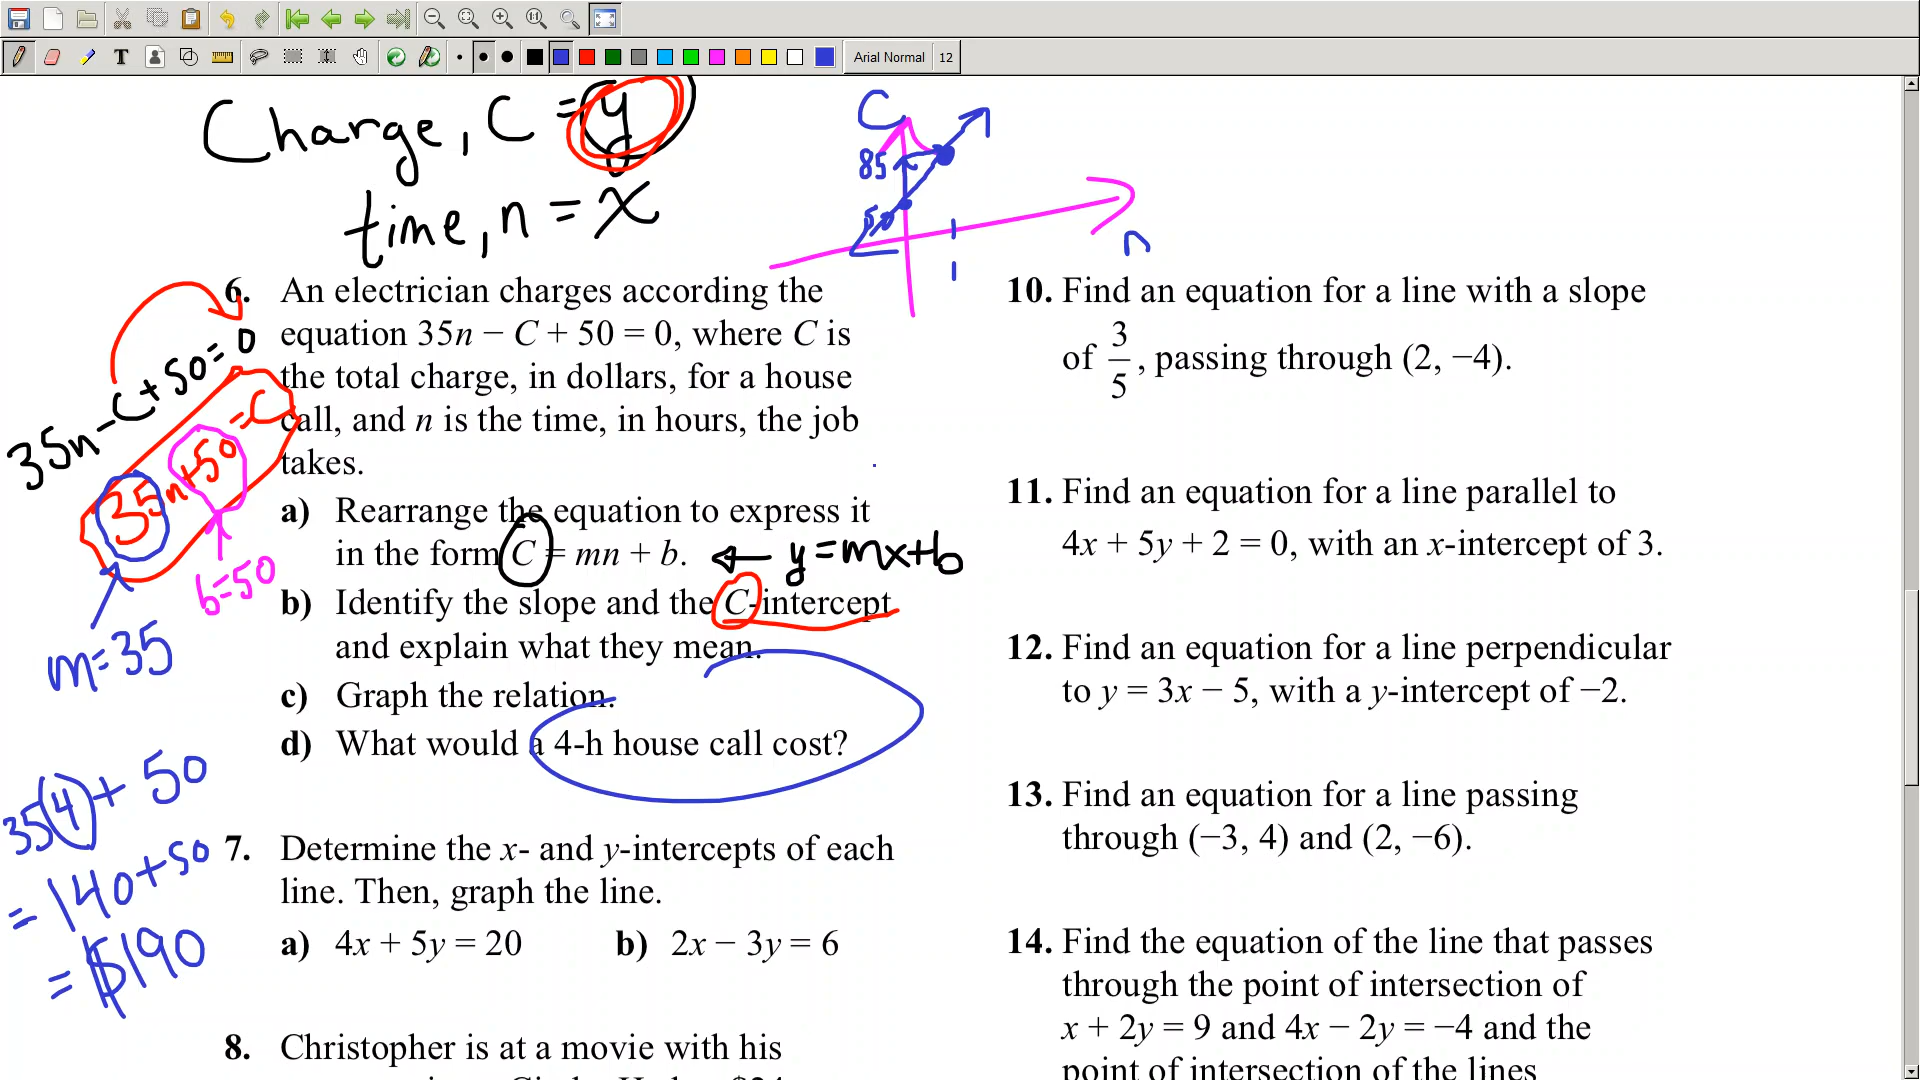 Arial Normal 12
Charge, C = y
time, n = x
C
85
50
n
6. An electrician charges according the
equation 35n − C + 50 = 0, where C is
the total charge, in dollars, for a house
call, and n is the time, in hours, the job
takes.
35n - C + 50 = 0
35n + 50 = C
b = 50
m = 35
a) Rearrange the equation to express it
in the form C = mn + b.
y = mx + b
b) Identify the slope and the C-intercept
and explain what they mean.
c) Graph the relation.
d) What would a 4-h house call cost?
35(4) + 50
= 140 + 50
= $190
7. Determine the x- and y-intercepts of each
line. Then, graph the line.
a) 4x + 5y = 20 b) 2x − 3y = 6
8. Christopher is at a movie with his
10. Find an equation for a line with a slope
of 3/5, passing through (2, −4).
11. Find an equation for a line parallel to
4x + 5y + 2 = 0, with an x-intercept of 3.
12. Find an equation for a line perpendicular
to y = 3x − 5, with a y-intercept of −2.
13. Find an equation for a line passing
through (−3, 4) and (2, −6).
14. Find the equation of the line that passes
through the point of intersection of
x + 2y = 9 and 4x − 2y = −4 and the
point of intersection of the lines